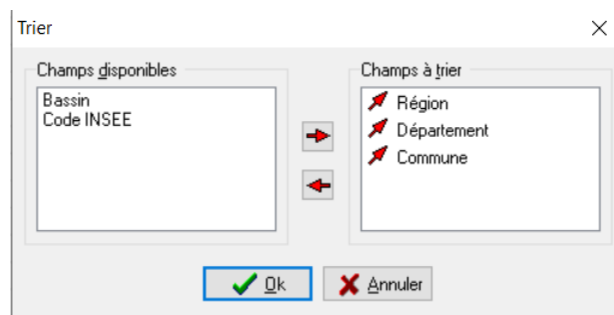 Trier
Champs disponibles
Bassin
Code INSEE
Champs à trier
Région
Département
Commune
Ok
Annuler